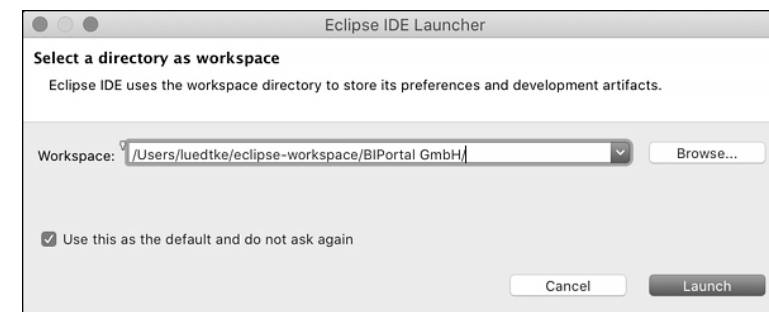 Eclipse IDE Launcher
Select a directory as workspace
Eclipse IDE uses the workspace directory to store its preferences and development artifacts.
Workspace: /Users/luedtke/eclipse-workspace/BIPortal GmbH/ Browse...
Use this as the default and do not ask again
Cancel Launch